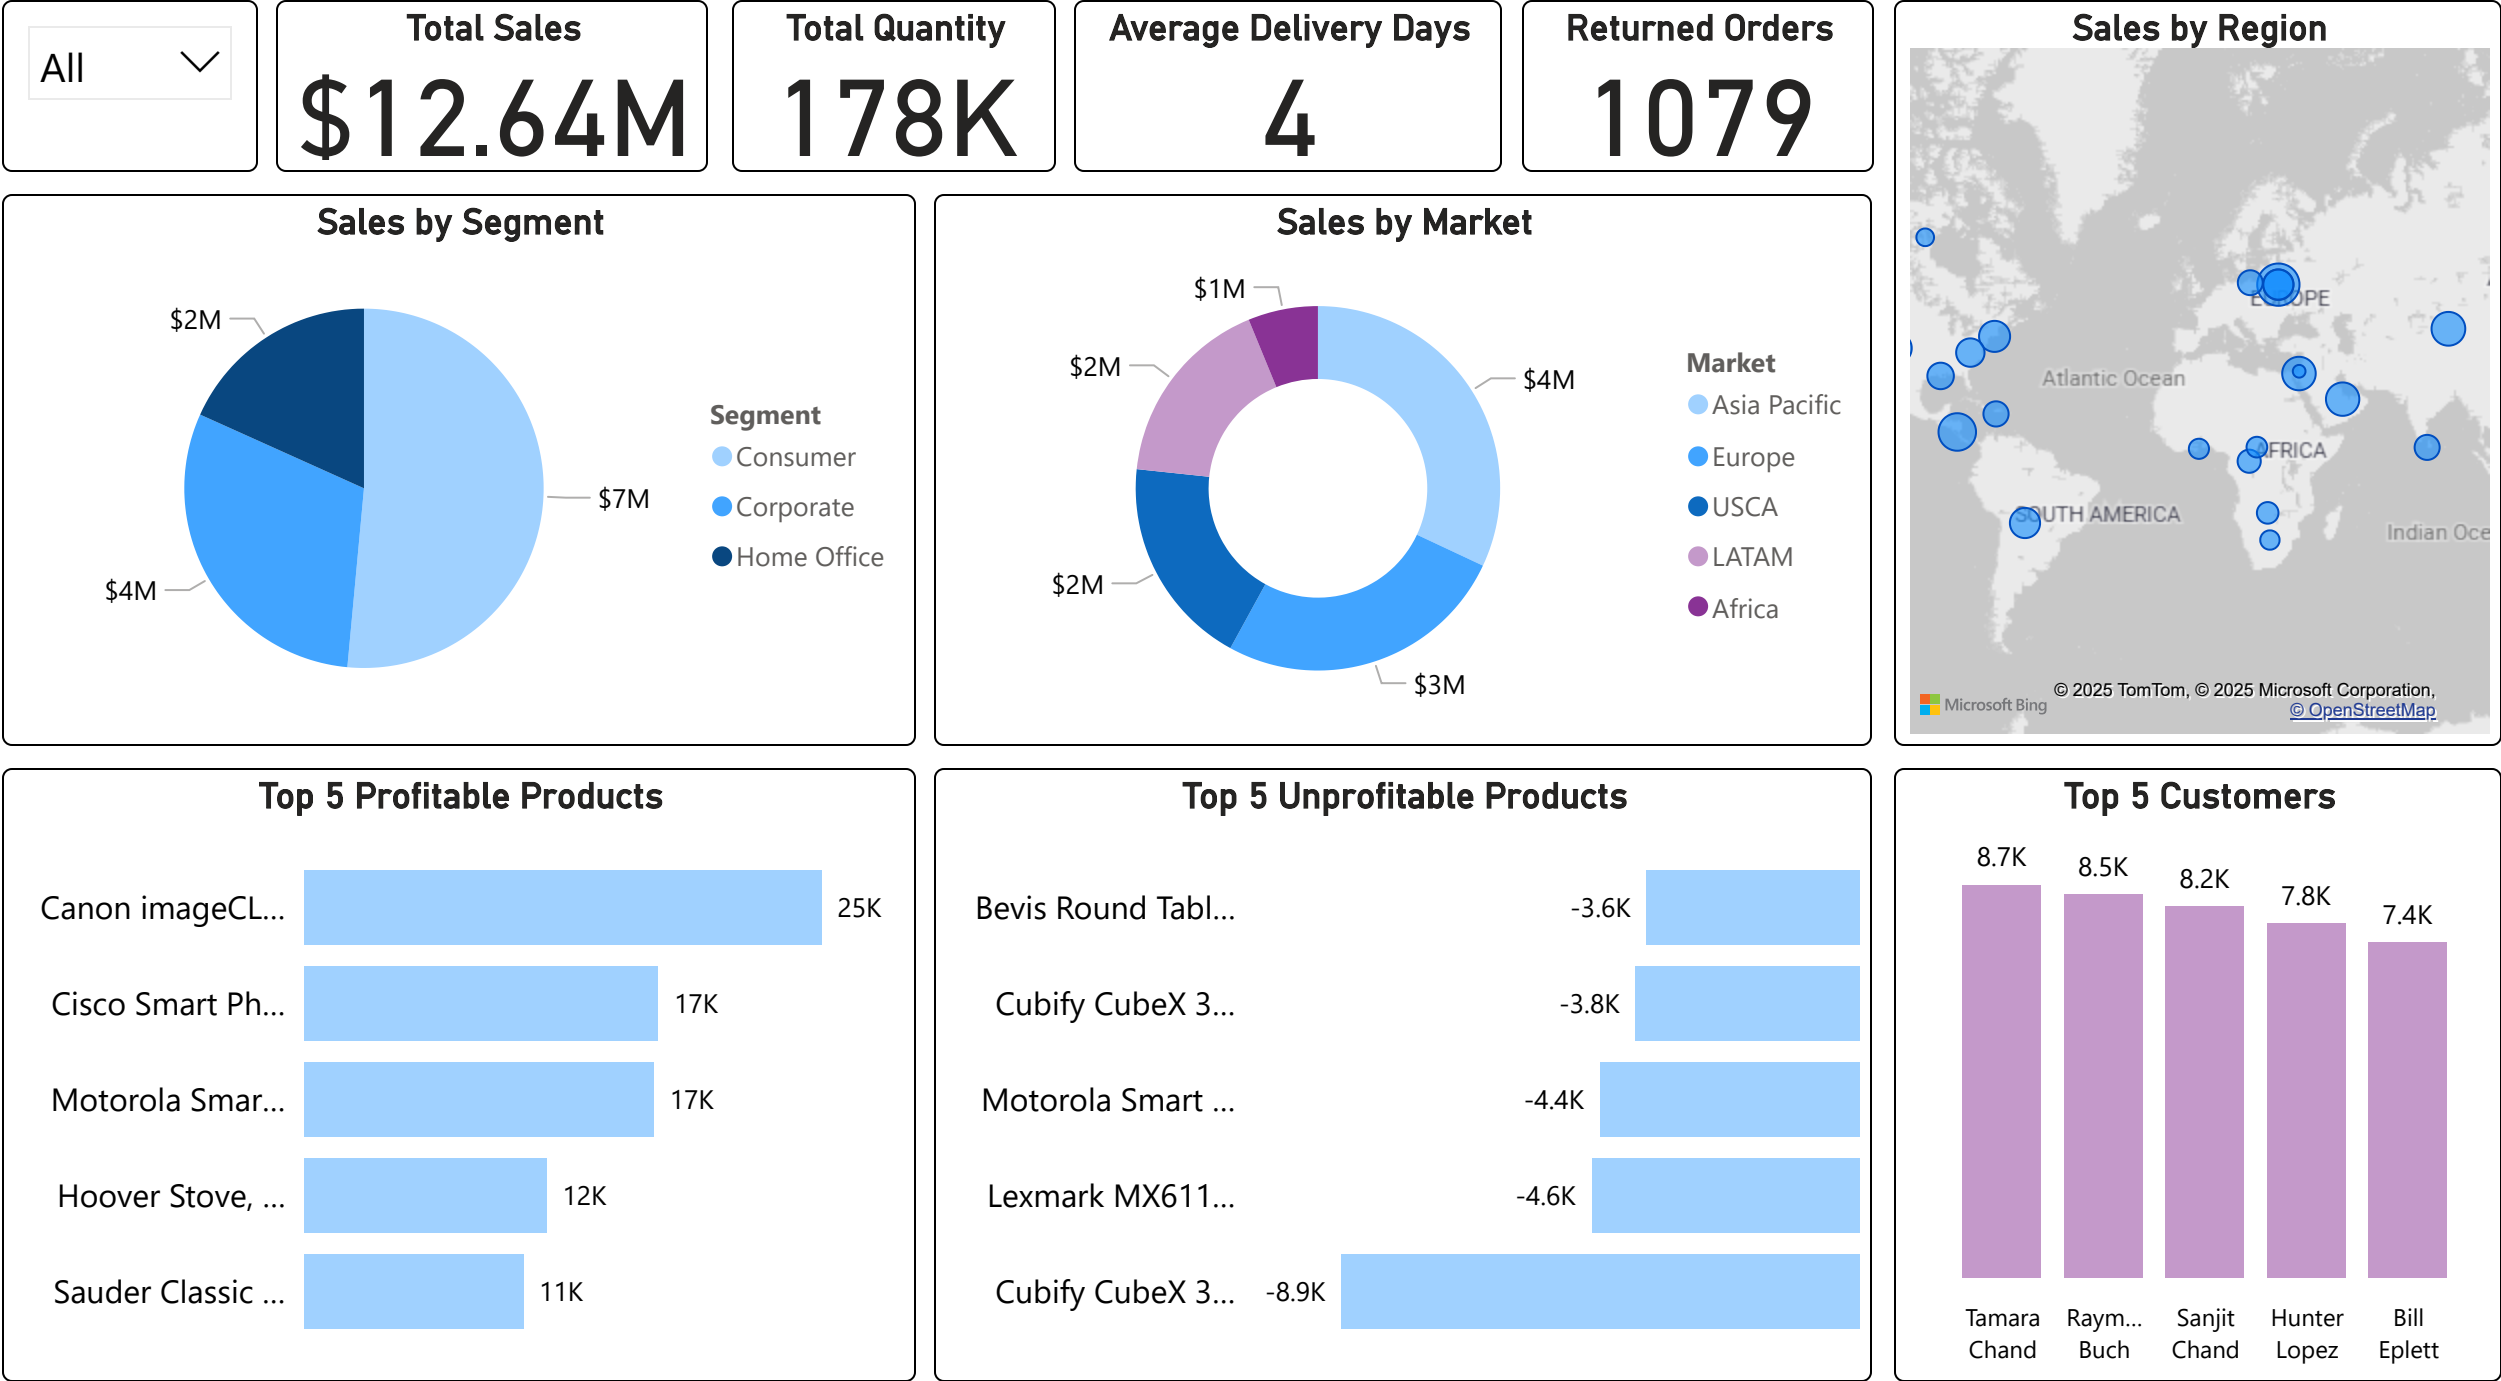 All
Total Sales
$12.64M
Total Quantity
178K
Average Delivery Days
4
Returned Orders
1079
Sales by Region
EUROPE
Atlantic Ocean
AFRICA
SOUTH AMERICA
Indian Oce
Microsoft Bing
© 2025 TomTom, © 2025 Microsoft Corporation,
© OpenStreetMap
Sales by Segment
$2M
$7M
$4M
Segment
Consumer
Corporate
Home Office
Sales by Market
$1M
$2M
$4M
$2M
$3M
Market
Asia Pacific
Europe
USCA
LATAM
Africa
Top 5 Profitable Products
Canon imageCL... 25K
Cisco Smart Ph... 17K
Motorola Smar... 17K
Hoover Stove, ... 12K
Sauder Classic ... 11K
Top 5 Unprofitable Products
Bevis Round Tabl... -3.6K
Cubify CubeX 3... -3.8K
Motorola Smart ... -4.4K
Lexmark MX611... -4.6K
Cubify CubeX 3... -8.9K
Top 5 Customers
8.7K 8.5K 8.2K 7.8K 7.4K
Tamara Raym... Sanjit Hunter Bill
Chand Buch Chand Lopez Eplett